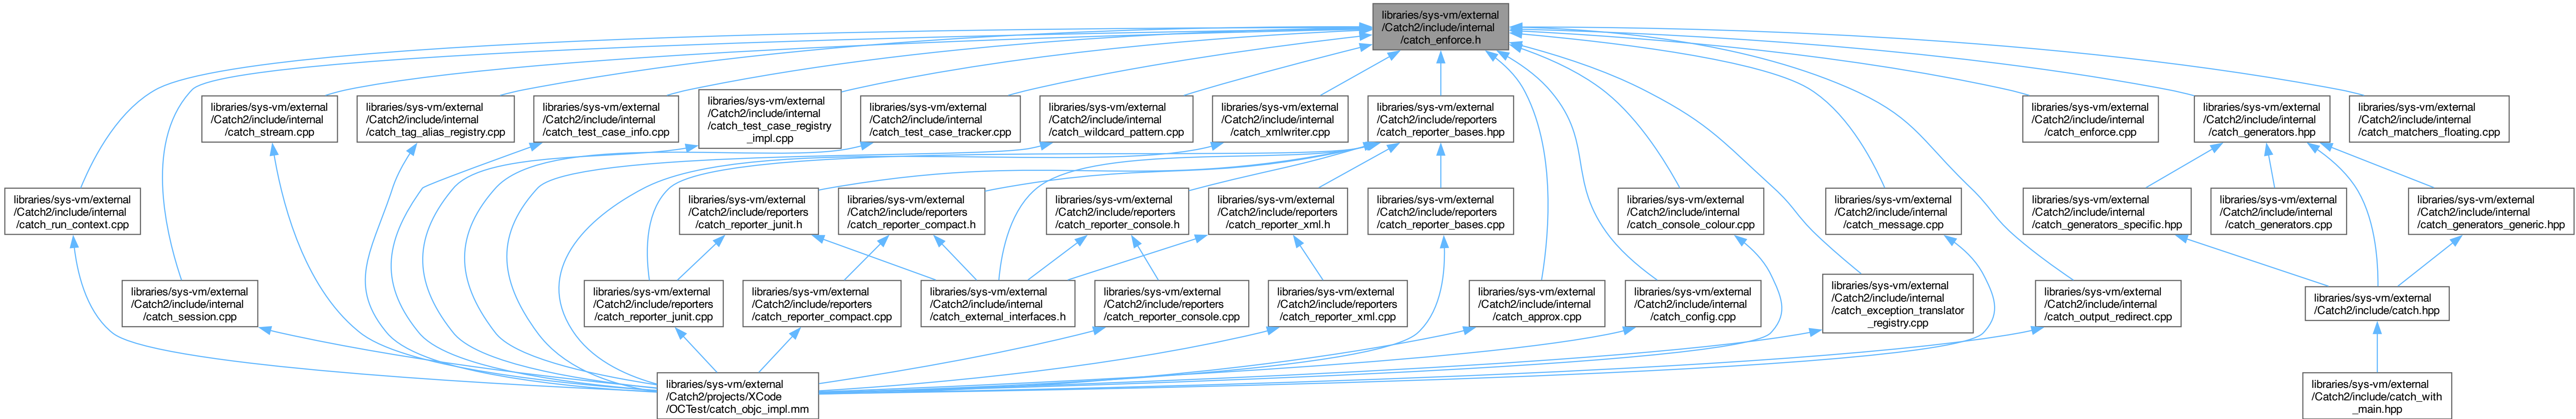 libraries/sys-vm/external
/Catch2/include/internal
/catch_enforce.h
libraries/sys-vm/external
/Catch2/include/internal
/catch_stream.cpp
libraries/sys-vm/external
/Catch2/include/internal
/catch_tag_alias_registry.cpp
libraries/sys-vm/external
/Catch2/include/internal
/catch_test_case_info.cpp
libraries/sys-vm/external
/Catch2/include/internal
/catch_test_case_registry
_impl.cpp
libraries/sys-vm/external
/Catch2/include/internal
/catch_test_case_tracker.cpp
libraries/sys-vm/external
/Catch2/include/internal
/catch_wildcard_pattern.cpp
libraries/sys-vm/external
/Catch2/include/internal
/catch_xmlwriter.cpp
libraries/sys-vm/external
/Catch2/include/reporters
/catch_reporter_bases.hpp
libraries/sys-vm/external
/Catch2/include/internal
/catch_enforce.cpp
libraries/sys-vm/external
/Catch2/include/internal
/catch_generators.hpp
libraries/sys-vm/external
/Catch2/include/internal
/catch_matchers_floating.cpp
libraries/sys-vm/external
/Catch2/include/internal
/catch_run_context.cpp
libraries/sys-vm/external
/Catch2/include/reporters
/catch_reporter_junit.h
libraries/sys-vm/external
/Catch2/include/reporters
/catch_reporter_compact.h
libraries/sys-vm/external
/Catch2/include/reporters
/catch_reporter_console.h
libraries/sys-vm/external
/Catch2/include/reporters
/catch_reporter_xml.h
libraries/sys-vm/external
/Catch2/include/reporters
/catch_reporter_bases.cpp
libraries/sys-vm/external
/Catch2/include/internal
/catch_console_colour.cpp
libraries/sys-vm/external
/Catch2/include/internal
/catch_message.cpp
libraries/sys-vm/external
/Catch2/include/internal
/catch_generators_specific.hpp
libraries/sys-vm/external
/Catch2/include/internal
/catch_generators.cpp
libraries/sys-vm/external
/Catch2/include/internal
/catch_generators_generic.hpp
libraries/sys-vm/external
/Catch2/include/internal
/catch_session.cpp
libraries/sys-vm/external
/Catch2/include/reporters
/catch_reporter_junit.cpp
libraries/sys-vm/external
/Catch2/include/reporters
/catch_reporter_compact.cpp
libraries/sys-vm/external
/Catch2/include/internal
/catch_external_interfaces.h
libraries/sys-vm/external
/Catch2/include/reporters
/catch_reporter_console.cpp
libraries/sys-vm/external
/Catch2/include/reporters
/catch_reporter_xml.cpp
libraries/sys-vm/external
/Catch2/include/internal
/catch_approx.cpp
libraries/sys-vm/external
/Catch2/include/internal
/catch_config.cpp
libraries/sys-vm/external
/Catch2/include/internal
/catch_exception_translator
_registry.cpp
libraries/sys-vm/external
/Catch2/include/internal
/catch_output_redirect.cpp
libraries/sys-vm/external
/Catch2/include/catch.hpp
libraries/sys-vm/external
/Catch2/projects/XCode
/OCTest/catch_objc_impl.mm
libraries/sys-vm/external
/Catch2/include/catch_with
_main.hpp